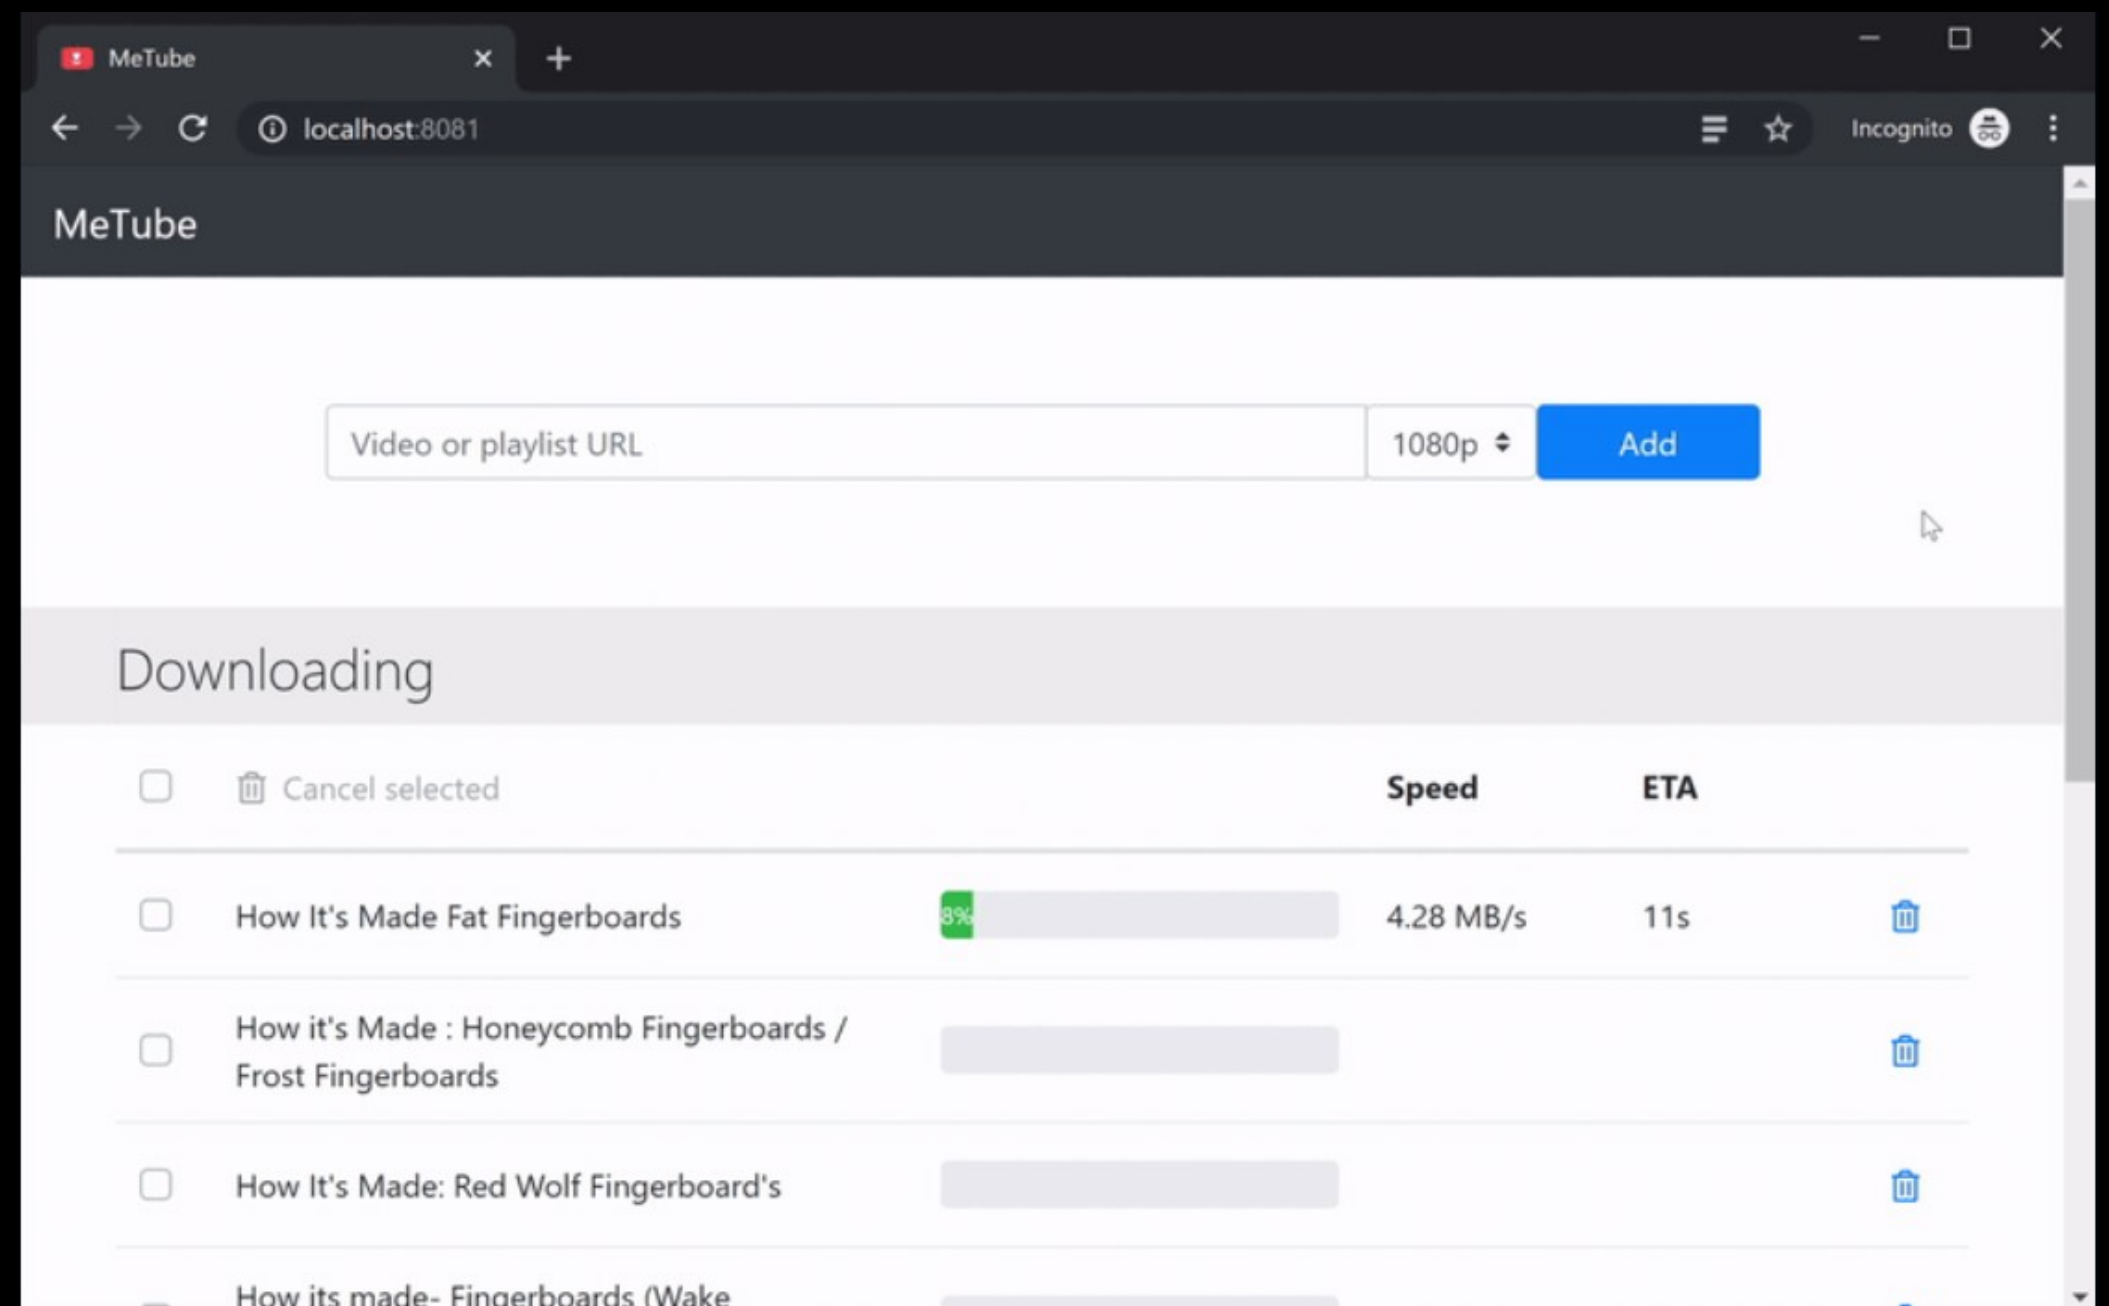 MeTube
localhost:8081
Incognito
MeTube
Video or playlist URL
1080p
Add
Downloading
Cancel selected
Speed
ETA
How It's Made Fat Fingerboards
8%
4.28 MB/s
11s
How it's Made : Honeycomb Fingerboards /
Frost Fingerboards
How It's Made: Red Wolf Fingerboard's
How its made- Fingerboards (Wake